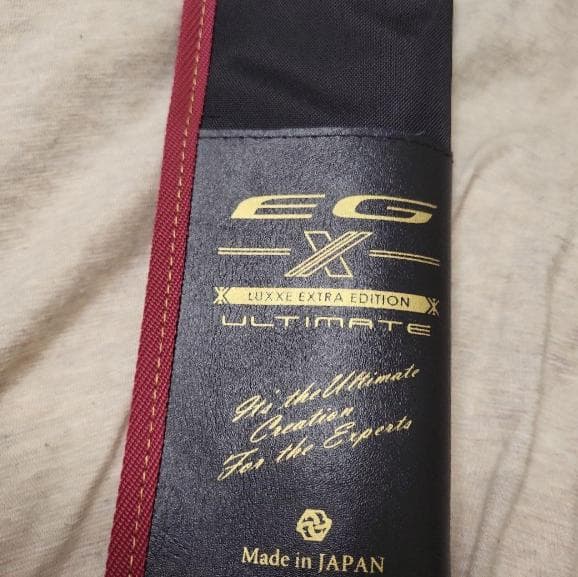 EG
X
LUXXE EXTRA EDITION
ULTIMATE
It's the Ultimate
Creation
For the Experts
Made in JAPAN